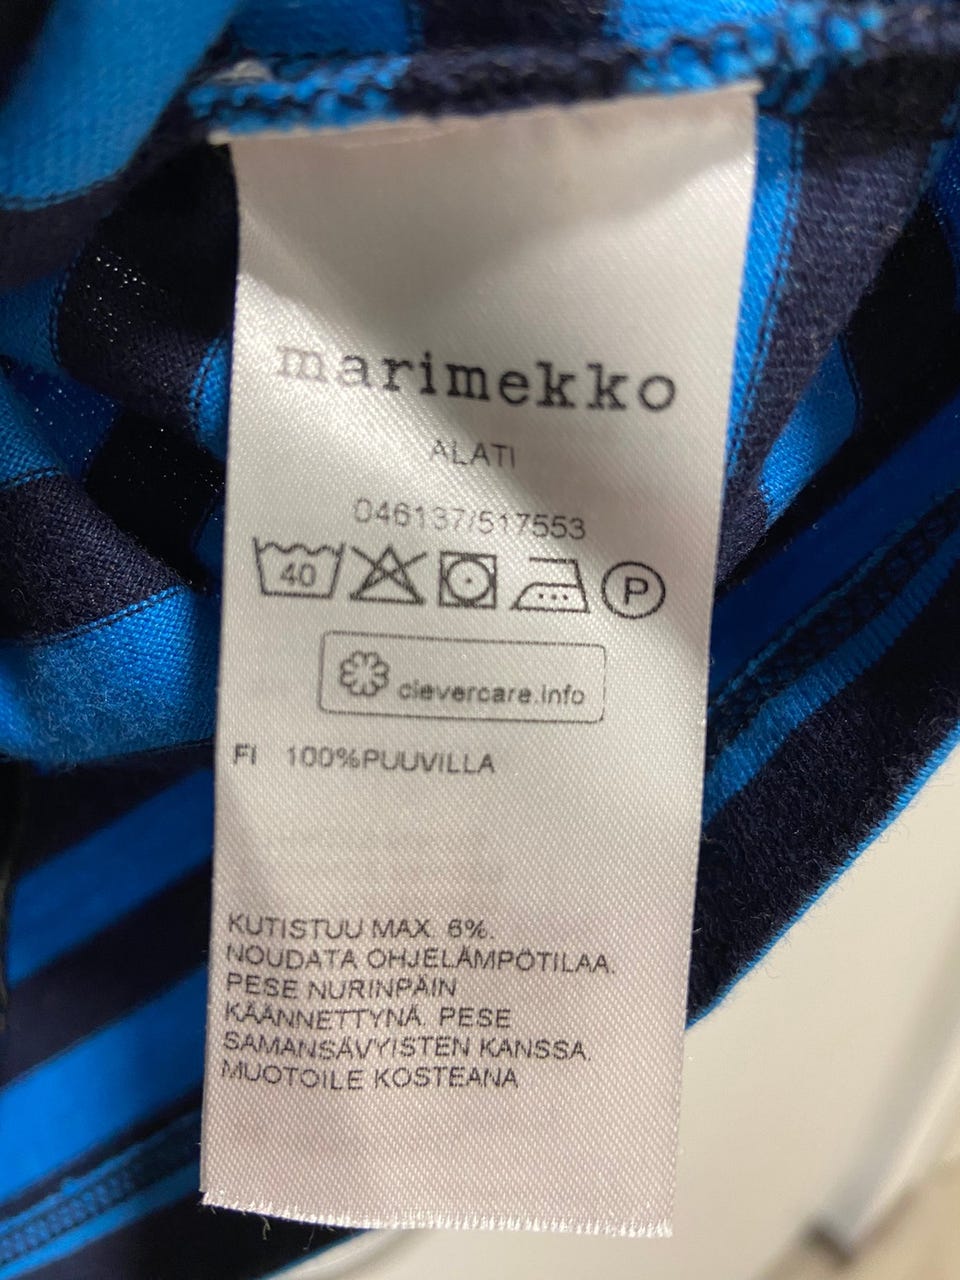 marimekko
ALATI
046137/517553
40 P
clevercare.info
FI 100%PUUVILLA
KUTISTUU MAX. 6%.
NOUDATA OHJELÄMPÖTILAA.
PESE NURINPÄIN
KÄÄNNETTYNÄ. PESE
SAMANSÄVYISTEN KANSSA.
MUOTOILE KOSTEANA